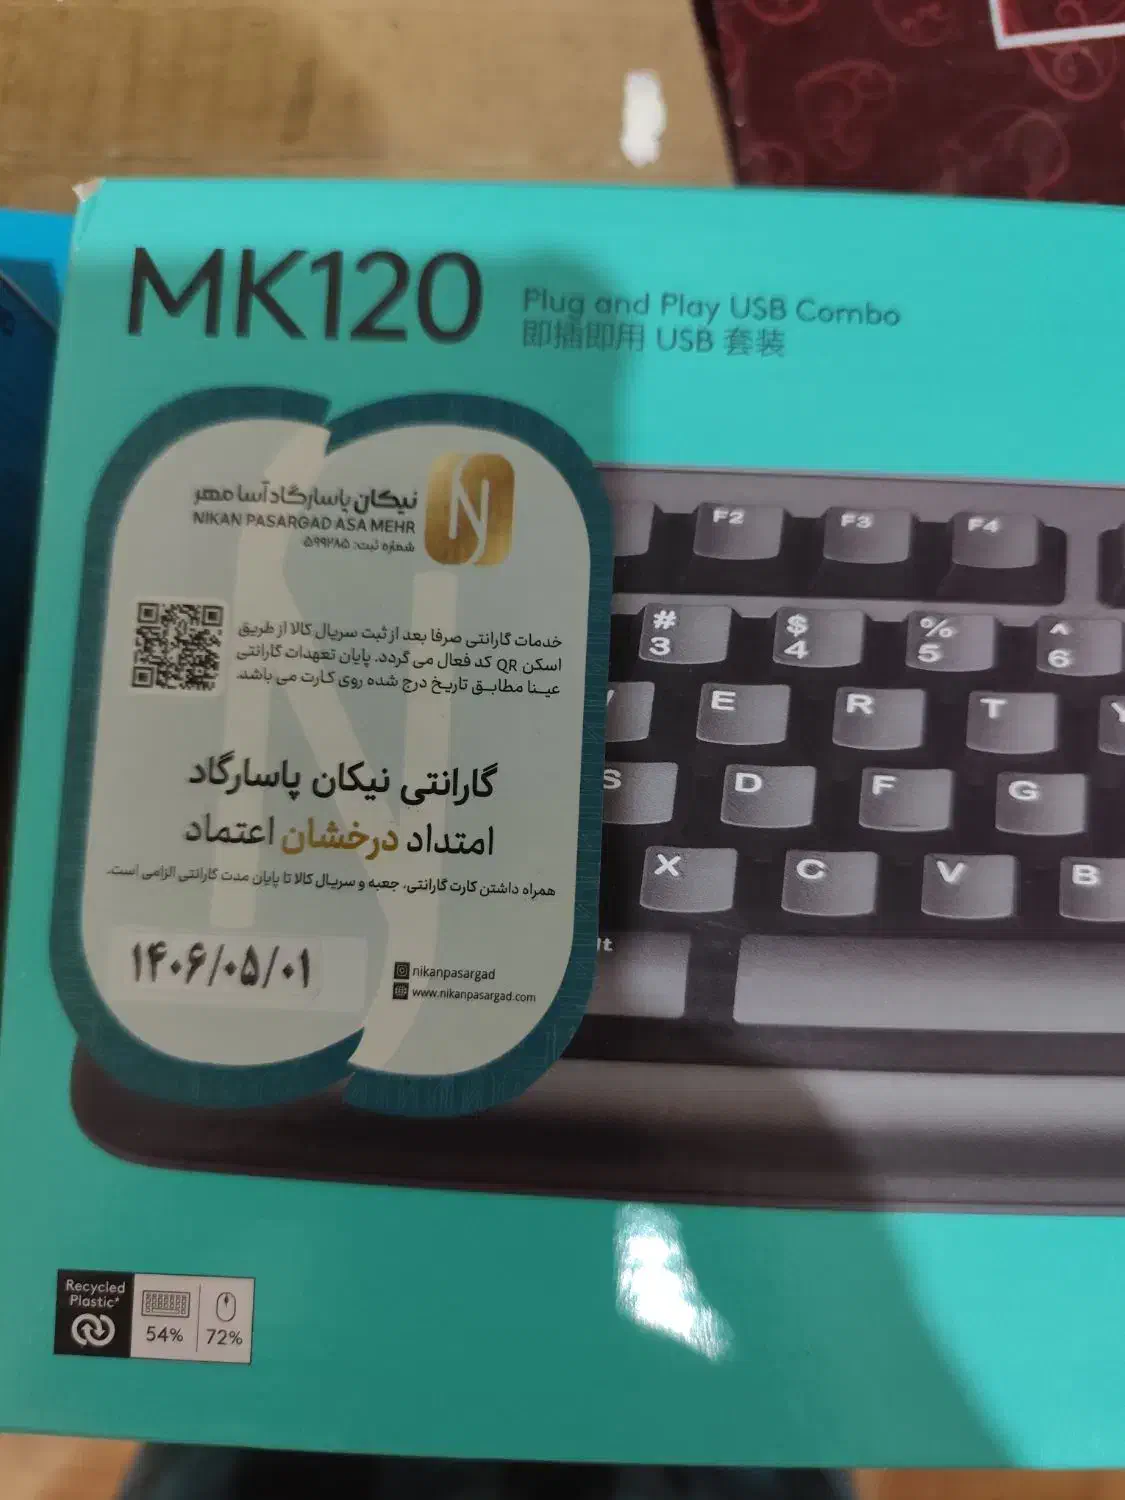 MK120
Plug and Play USB Combo
即插即用 USB 套装
نیکان پاسارگاد آسا مهر
NIKAN PASARGAD ASA MEHR
شماره ثبت: ۵۹۹۲۸۵
خدمات گارانتی صرفا بعد از ثبت سریال کالا از طریق
اسکن QR کد فعال می گردد. پایان تعهدات گارانتی
عینا مطابق تاریخ درج شده روی کارت می باشد.
گارانتی نیکان پاسارگاد
امتداد درخشان اعتماد
همراه داشتن کارت گارانتی، جعبه و سریال کالا تا پایان مدت گارانتی الزامی است.
۱۴۰۶/۰۵/۰۱
nikanpasargad
www.nikanpasargad.com
F2 F3 F4
# $ % ^
3 4 5 6
E R T Y
S D F G
X C V B
lt
Recycled
Plastic*
54% 72%